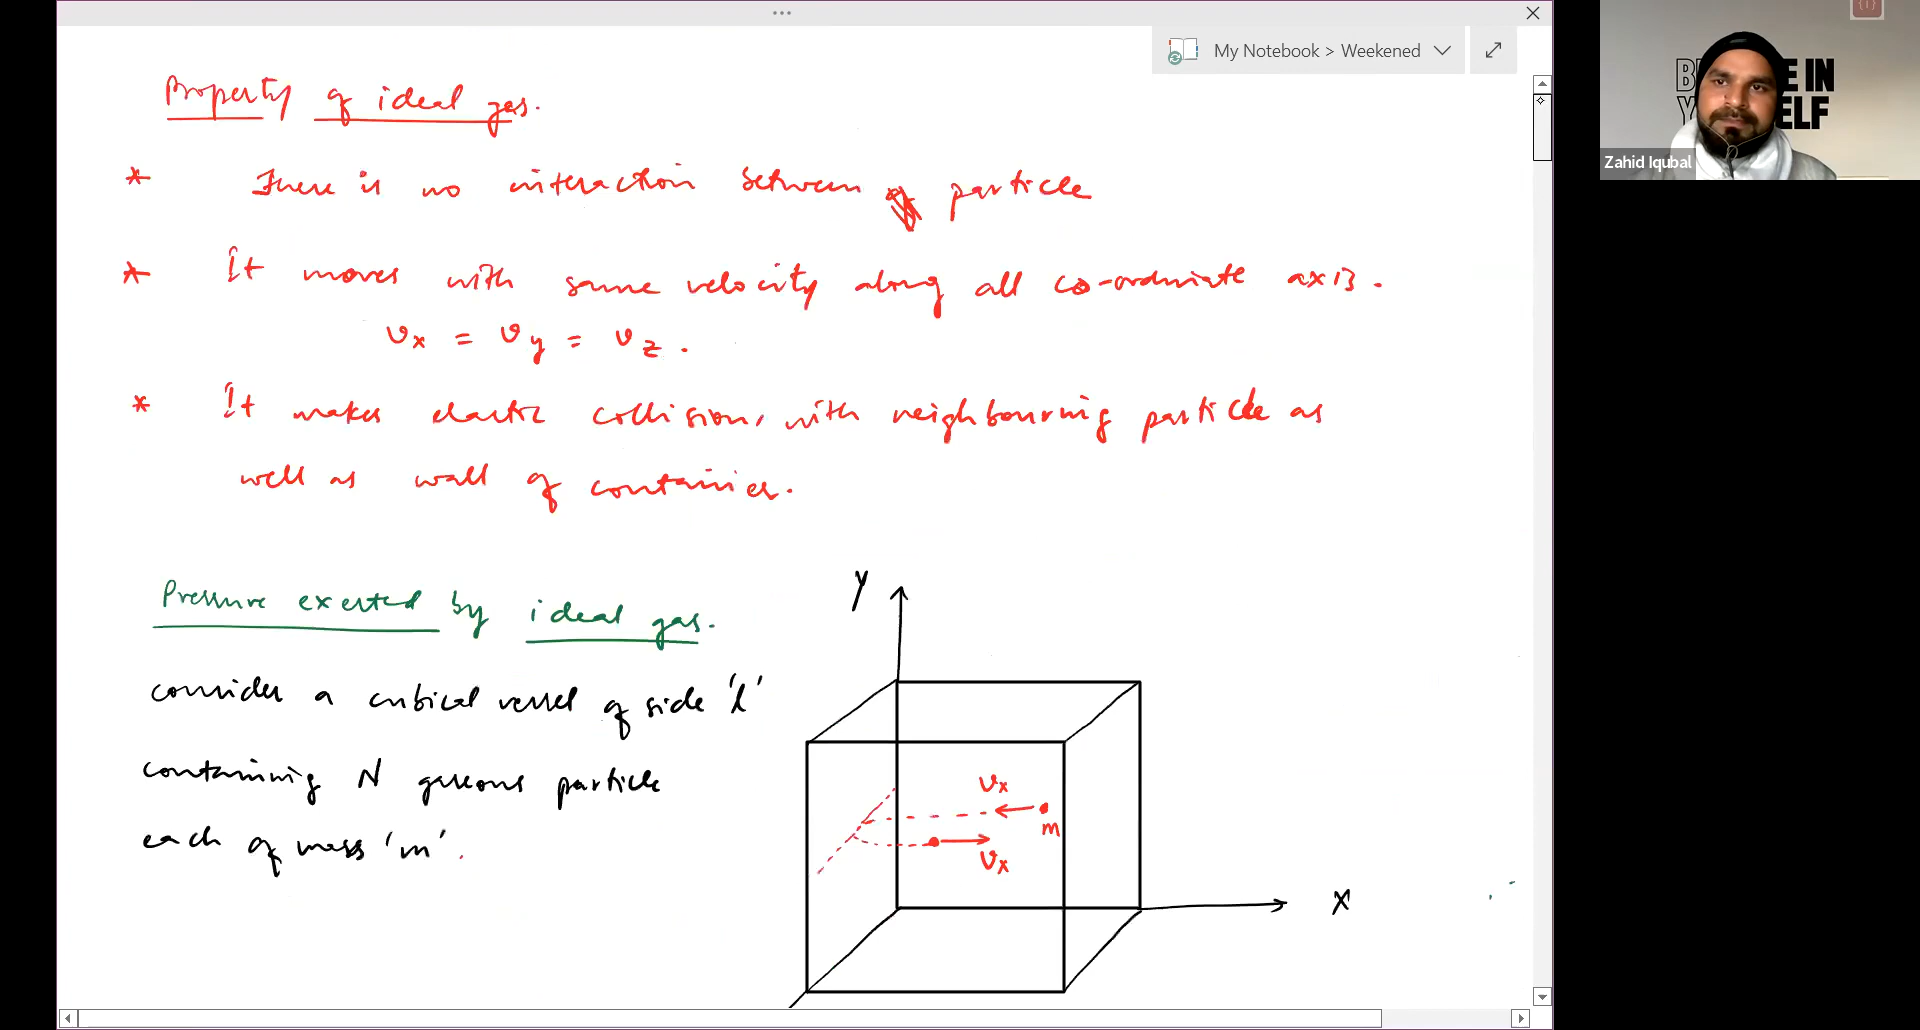 My Notebook > Weekened
Property of ideal gas.
* There is no interaction between particle
* It moves with same velocity along all co-ordinate axis.
vx = vy = vz.
* It makes elastic collision, with neighbouring particle as
well as wall of container.
Pressure exerted by ideal gas.
consider a cubical vessel of side 'l'
containing N gaseous particle
each of mass 'm'.
Y
vx
m
vx
X
Zahid Iqubal